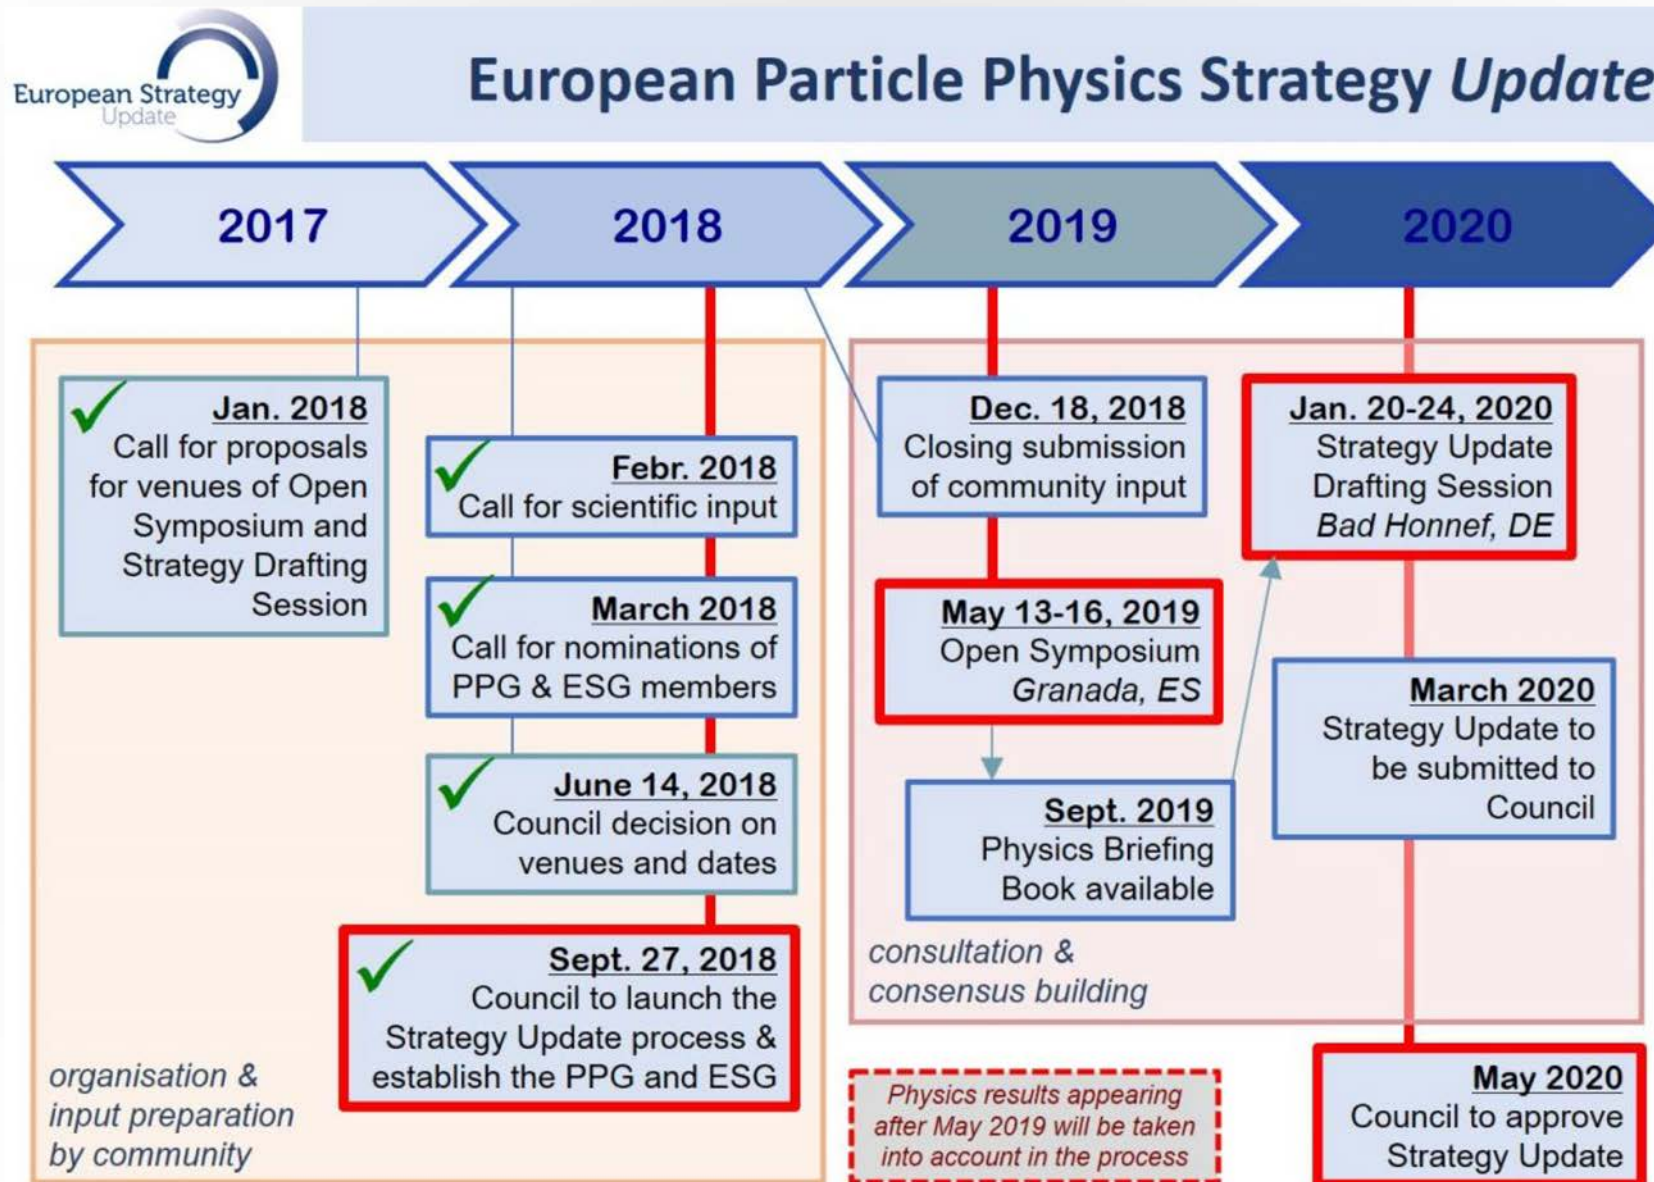 European Strategy
Update
European Particle Physics Strategy Update
2017
2018
2019
2020
Jan. 2018
Call for proposals
for venues of Open
Symposium and
Strategy Drafting
Session
Febr. 2018
Call for scientific input
March 2018
Call for nominations of
PPG & ESG members
June 14, 2018
Council decision on
venues and dates
Sept. 27, 2018
Council to launch the
Strategy Update process &
establish the PPG and ESG
organisation &
input preparation
by community
Dec. 18, 2018
Closing submission
of community input
May 13-16, 2019
Open Symposium
Granada, ES
Sept. 2019
Physics Briefing
Book available
consultation &
consensus building
Jan. 20-24, 2020
Strategy Update
Drafting Session
Bad Honnef, DE
March 2020
Strategy Update to
be submitted to
Council
Physics results appearing
after May 2019 will be taken
into account in the process
May 2020
Council to approve
Strategy Update